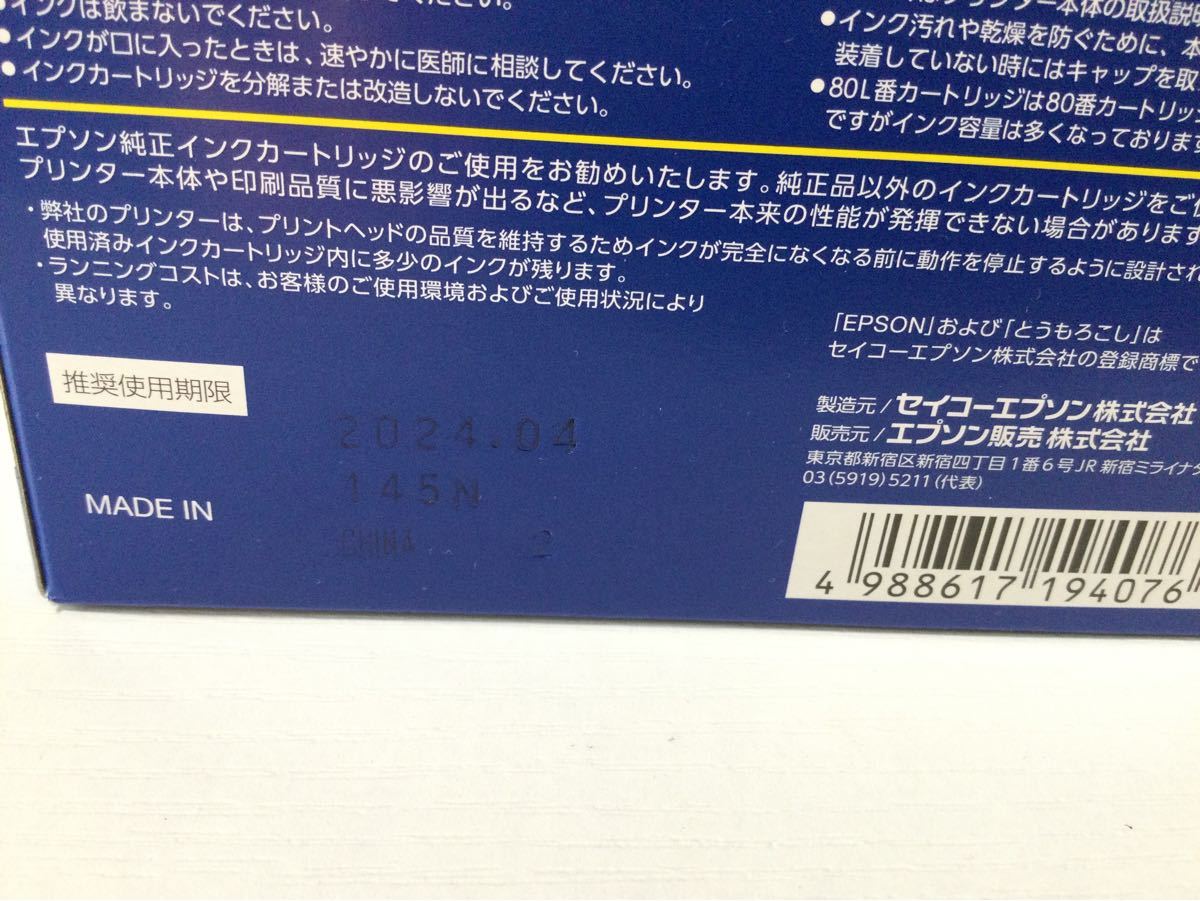 インクは飲まないでください。
●インクが口に入ったときは、速やかに医師に相談してください。
●インクカートリッジを分解または改造しないでください。
プリンター本体の取扱説明
●インク汚れや乾燥を防ぐために、本
装着していない時にはキャップを取
●80L番カートリッジは80番カートリッジ
ですがインク容量は多くなっております
エプソン純正インクカートリッジのご使用をお勧めいたします。純正品以外のインクカートリッジをご
プリンター本体や印刷品質に悪影響が出るなど、プリンター本来の性能が発揮できない場合があります
・弊社のプリンターは、プリントヘッドの品質を維持するためインクが完全になくなる前に動作を停止するように設計され
使用済みインクカートリッジ内に多少のインクが残ります。
・ランニングコストは、お客様のご使用環境およびご使用状況により
異なります。
「EPSON」および「とうもろこし」は
セイコーエプソン株式会社の登録商標で
推奨使用期限
2024.04
145N
MADE IN
CHINA 2
製造元/セイコーエプソン株式会社
販売元/エプソン販売株式会社
東京都新宿区新宿四丁目1番6号JR新宿ミライナタ
03(5919)5211(代表)
4 988617 194076